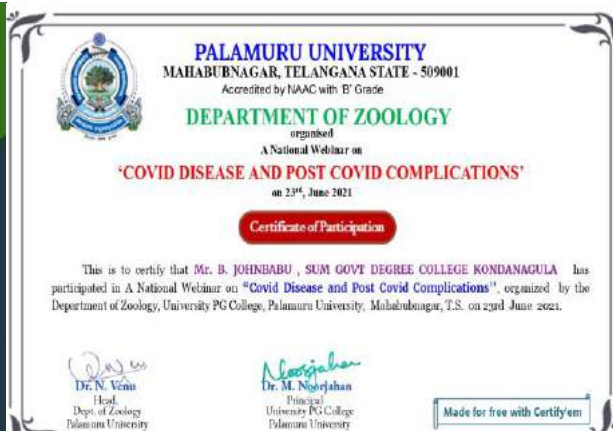 PALAMURU UNIVERSITY
MAHABUBNAGAR, TELANGANA STATE - 509001
Accredited by NAAC with 'B' Grade
DEPARTMENT OF ZOOLOGY
organised
A National Webinar on
'COVID DISEASE AND POST COVID COMPLICATIONS'
on 23rd, June 2021
Certificate of Participation
This is to certify that Mr. B. JOHNBABU , SUM GOVT DEGREE COLLEGE KONDANAGULA has
participated in A National Webinar on "Covid Disease and Post Covid Complications", organized by the
Department of Zoology, University PG College, Palamuru University, Mahabubnagar, T.S. on 23rd June 2021.
Noorjahan
Dr. N. Venu
Head,
Dept. of Zoology
Palamuru University
Dr. M. Noorjahan
Principal
University PG College
Palamuru University
Made for free with Certify'em